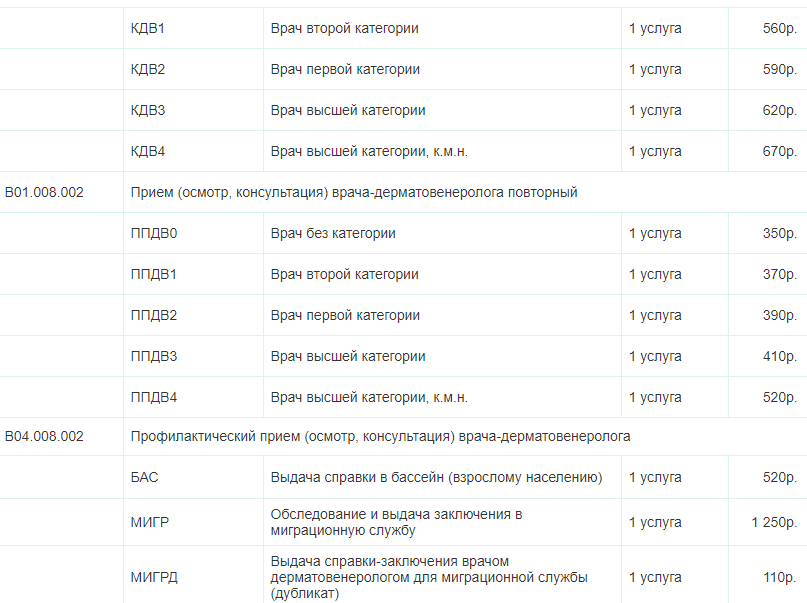 КДВ1 Врач второй категории 1 услуга 560р.
КДВ2 Врач первой категории 1 услуга 590р.
КДВ3 Врач высшей категории 1 услуга 620р.
КДВ4 Врач высшей категории, к.м.н. 1 услуга 670р.
B01.008.002 Прием (осмотр, консультация) врача-дерматовенеролога повторный
ППДВ0 Врач без категории 1 услуга 350р.
ППДВ1 Врач второй категории 1 услуга 370р.
ППДВ2 Врач первой категории 1 услуга 390р.
ППДВ3 Врач высшей категории 1 услуга 410р.
ППДВ4 Врач высшей категории, к.м.н. 1 услуга 520р.
B04.008.002 Профилактический прием (осмотр, консультация) врача-дерматовенеролога
БАС Выдача справки в бассейн (взрослому населению) 1 услуга 520р.
МИГР Обследование и выдача заключения в
миграционную службу 1 услуга 1 250р.
МИГРД Выдача справки-заключения врачом
дерматовенерологом для миграционной службы
(дубликат) 1 услуга 110р.